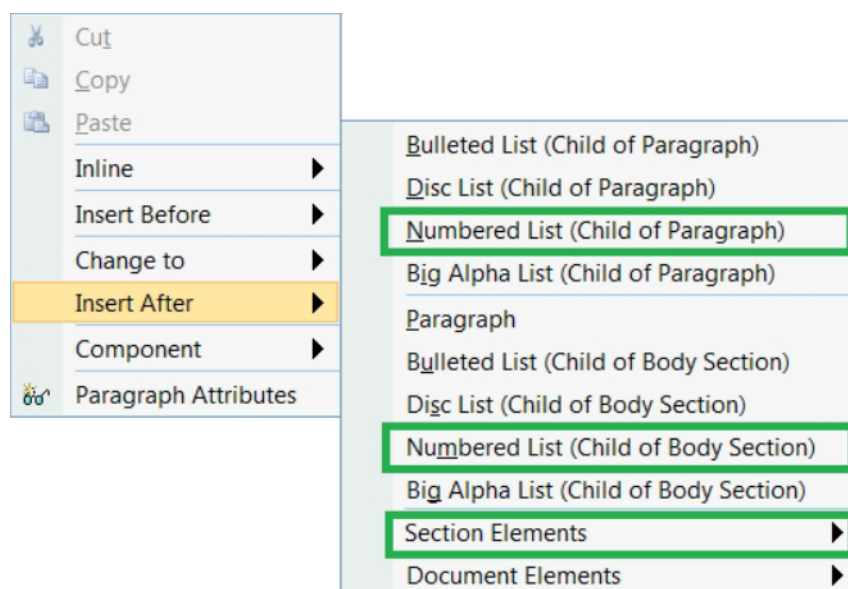 Cut
Copy
Paste
Inline
Insert Before
Change to
Insert After
Component
Paragraph Attributes
Bulleted List (Child of Paragraph)
Disc List (Child of Paragraph)
Numbered List (Child of Paragraph)
Big Alpha List (Child of Paragraph)
Paragraph
Bulleted List (Child of Body Section)
Disc List (Child of Body Section)
Numbered List (Child of Body Section)
Big Alpha List (Child of Body Section)
Section Elements
Document Elements